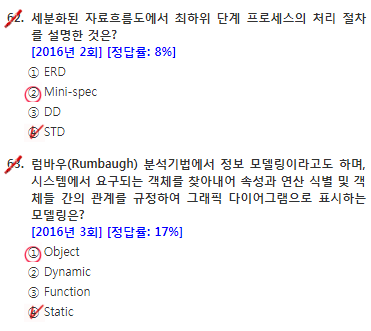 62. 세분화된 자료흐름도에서 최하위 단계 프로세스의 처리 절차
를 설명한 것은?
[2016년 2회] [정답률: 8%]
① ERD
② Mini-spec
③ DD
④ STD
63. 럼바우(Rumbaugh) 분석기법에서 정보 모델링이라고도 하며,
시스템에서 요구되는 객체를 찾아내어 속성과 연산 식별 및 객
체들 간의 관계를 규정하여 그래픽 다이어그램으로 표시하는
모델링은?
[2016년 3회] [정답률: 17%]
① Object
② Dynamic
③ Function
④ Static